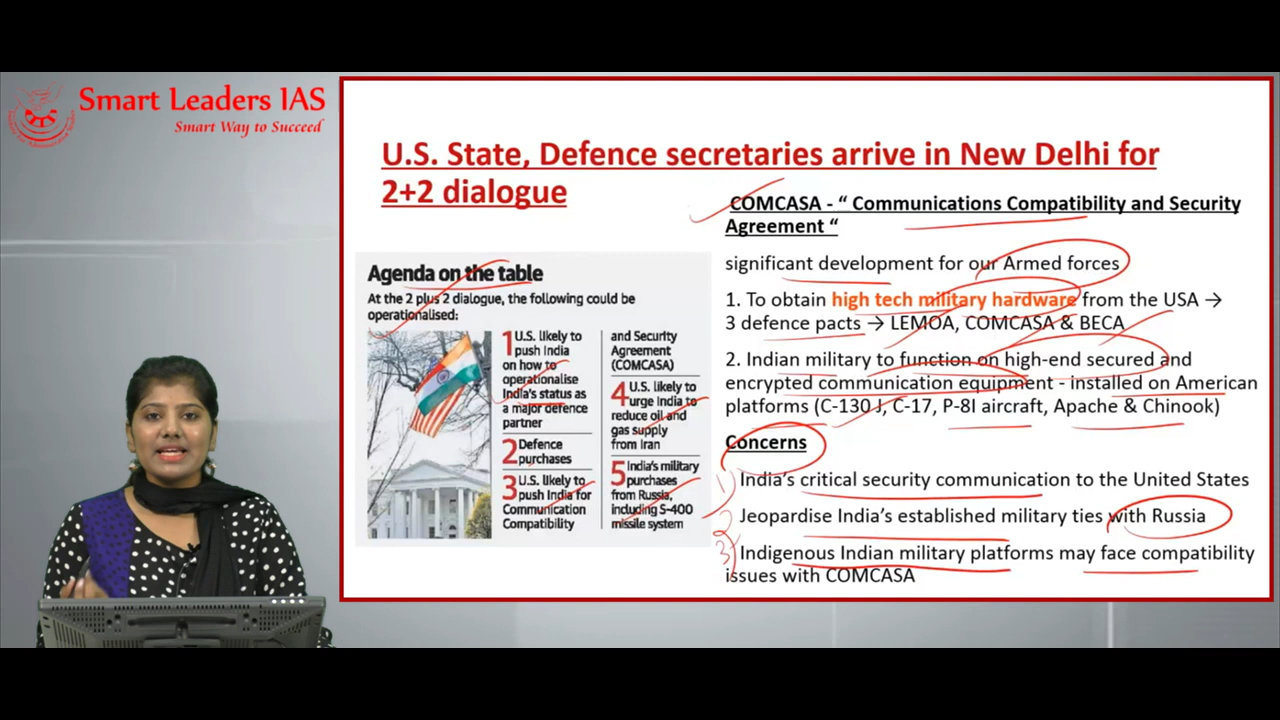 Smart Leaders IAS
Smart Way to Succeed
U.S. State, Defence secretaries arrive in New Delhi for
2+2 dialogue
Agenda on the table
At the 2 plus 2 dialogue, the following could be
operationalised:
1 U.S. likely to
push India
on how to
operationalise
India's status as
a major defence
partner
2 Defence
purchases
3 U.S. likely to
push India for
Communication
Compatibility
and Security
Agreement
(COMCASA)
4 U.S. likely to
urge India to
reduce oil and
gas supply
from Iran
5 India's military
purchases
from Russia,
including S-400
missile system
COMCASA - “ Communications Compatibility and Security
Agreement “
significant development for our Armed forces
1. To obtain high tech military hardware from the USA →
3 defence pacts → LEMOA, COMCASA & BECA
2. Indian military to function on high-end secured and
encrypted communication equipment - installed on American
platforms (C-130 J, C-17, P-8I aircraft, Apache & Chinook)
Concerns
1) India's critical security communication to the United States
2) Jeopardise India's established military ties with Russia
3) Indigenous Indian military platforms may face compatibility
issues with COMCASA